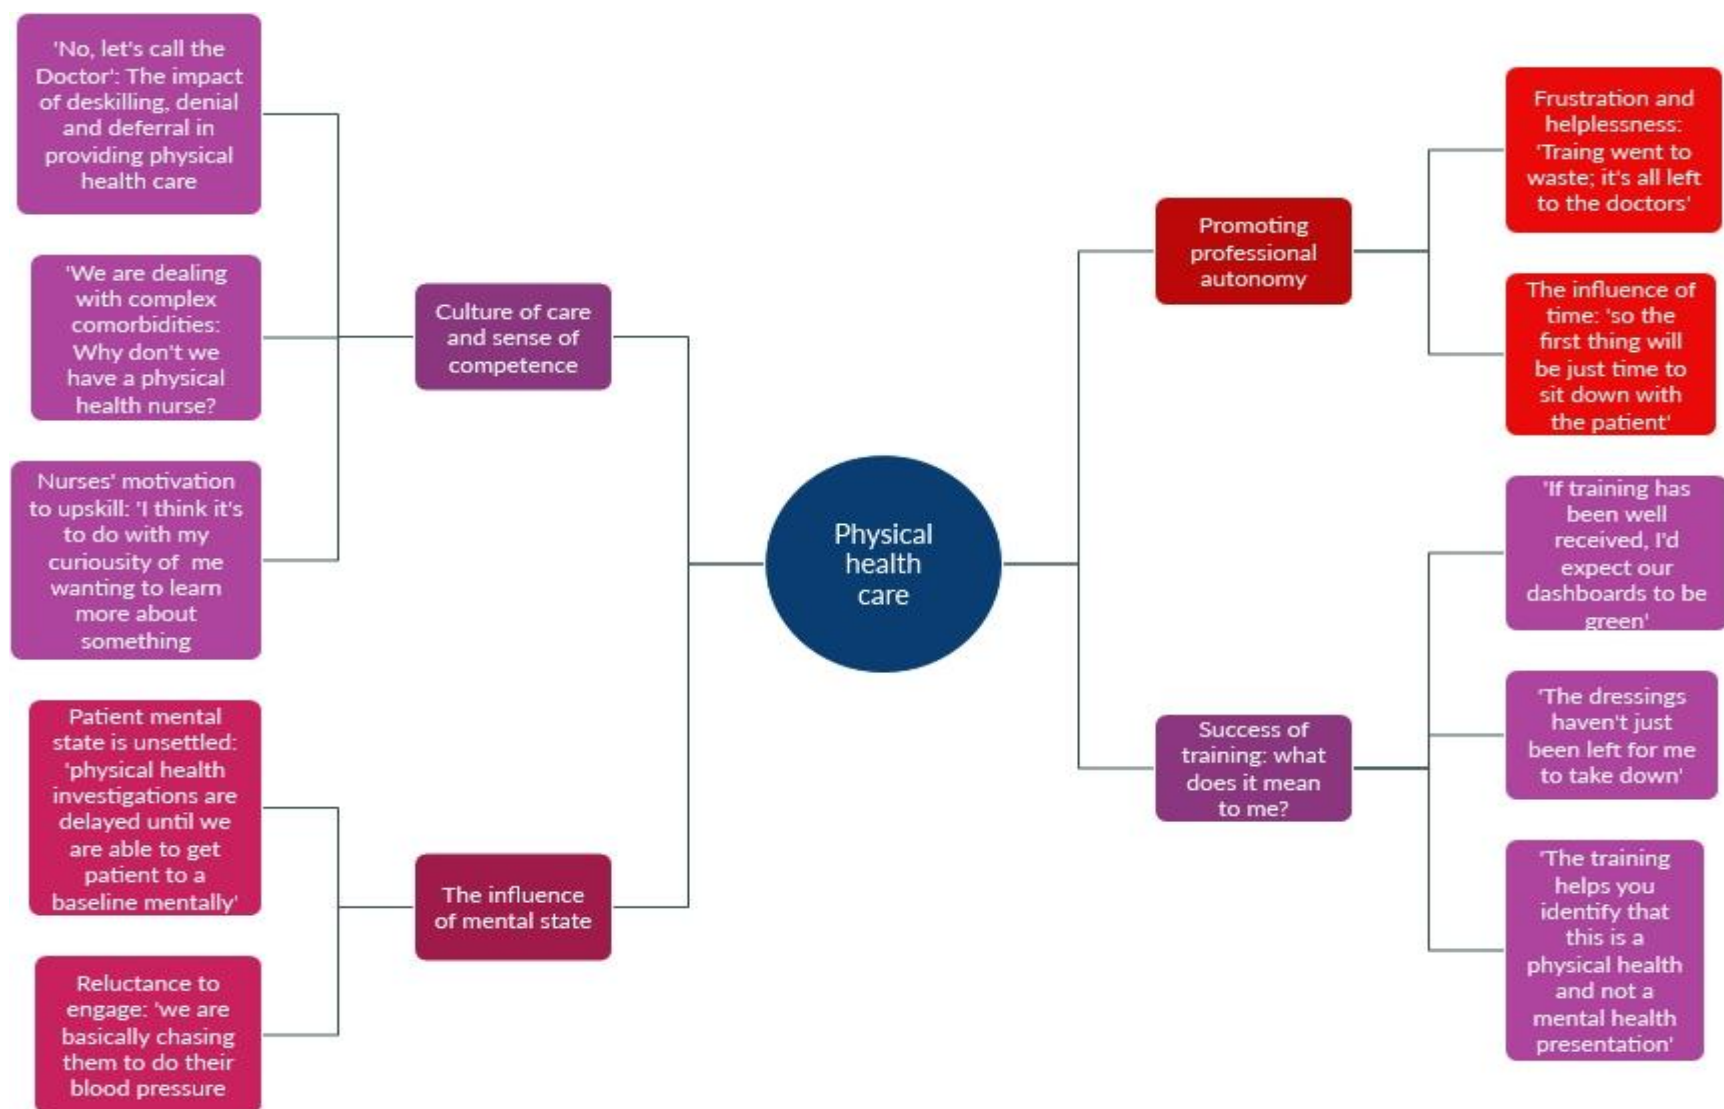 'No, let's call the
Doctor': The impact
of deskilling, denial
and deferral in
providing physical
health care
'We are dealing
with complex
comorbidities:
Why don't we
have a physical
health nurse?
Nurses' motivation
to upskill: 'I think it's
to do with my
curiousity of me
wanting to learn
more about
something
Culture of care
and sense of
competence
Patient mental
state is unsettled:
'physical health
investigations are
delayed until we
are able to get
patient to a
baseline mentally'
Reluctance to
engage: 'we are
basically chasing
them to do their
blood pressure
The influence
of mental state
Physical
health
care
Promoting
professional
autonomy
Frustration and
helplessness:
'Traing went to
waste; it's all left
to the doctors'
The influence of
time: 'so the
first thing will
be just time to
sit down with
the patient'
Success of
training: what
does it mean
to me?
'If training has
been well
received, I'd
expect our
dashboards to be
green'
'The dressings
haven't just
been left for me
to take down'
'The training
helps you
identify that
this is a
physical health
and not a
mental health
presentation'